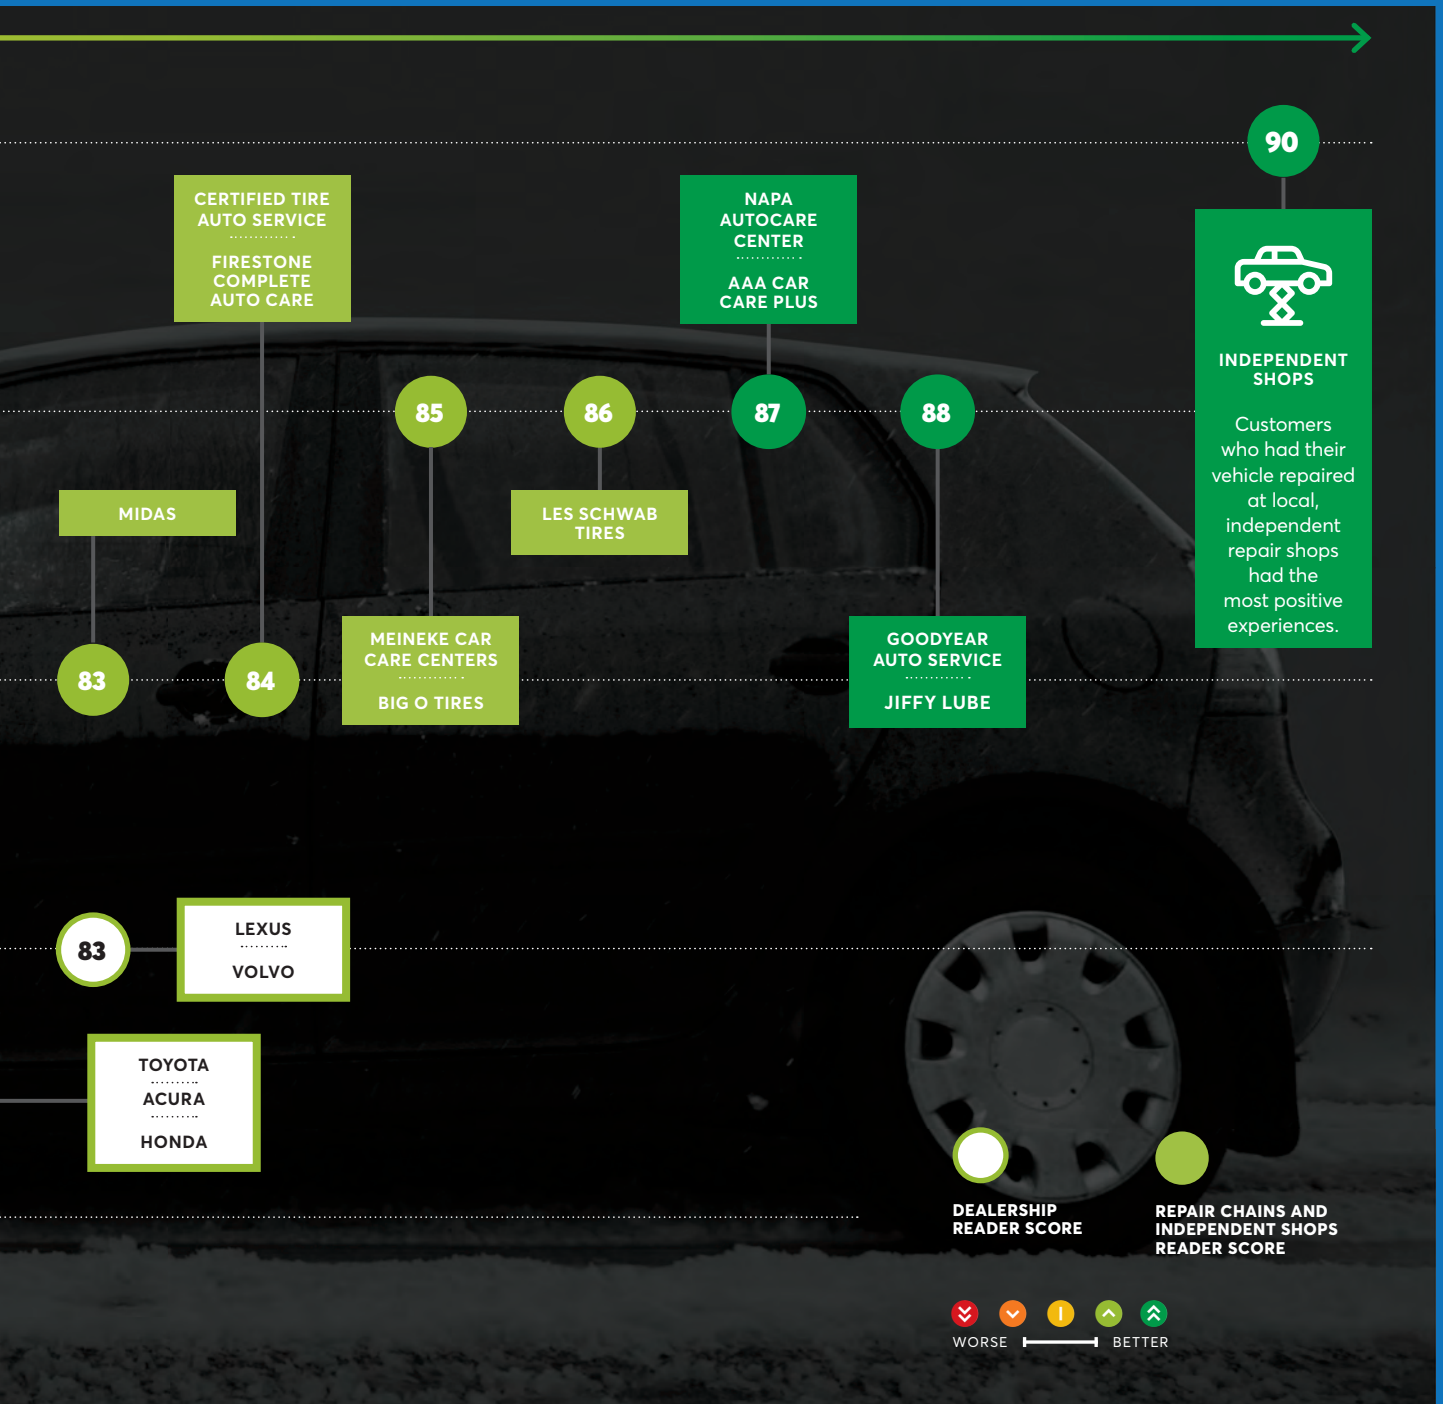 90
CERTIFIED TIRE
AUTO SERVICE
FIRESTONE
COMPLETE
AUTO CARE
NAPA
AUTOCARE
CENTER
AAA CAR
CARE PLUS
INDEPENDENT
SHOPS
Customers
who had their
vehicle repaired
at local,
independent
repair shops
had the
most positive
experiences.
85
86
87
88
MIDAS
LES SCHWAB
TIRES
83
84
MEINEKE CAR
CARE CENTERS
BIG O TIRES
GOODYEAR
AUTO SERVICE
JIFFY LUBE
83
LEXUS
VOLVO
TOYOTA
ACURA
HONDA
DEALERSHIP
READER SCORE
REPAIR CHAINS AND
INDEPENDENT SHOPS
READER SCORE
WORSE
BETTER